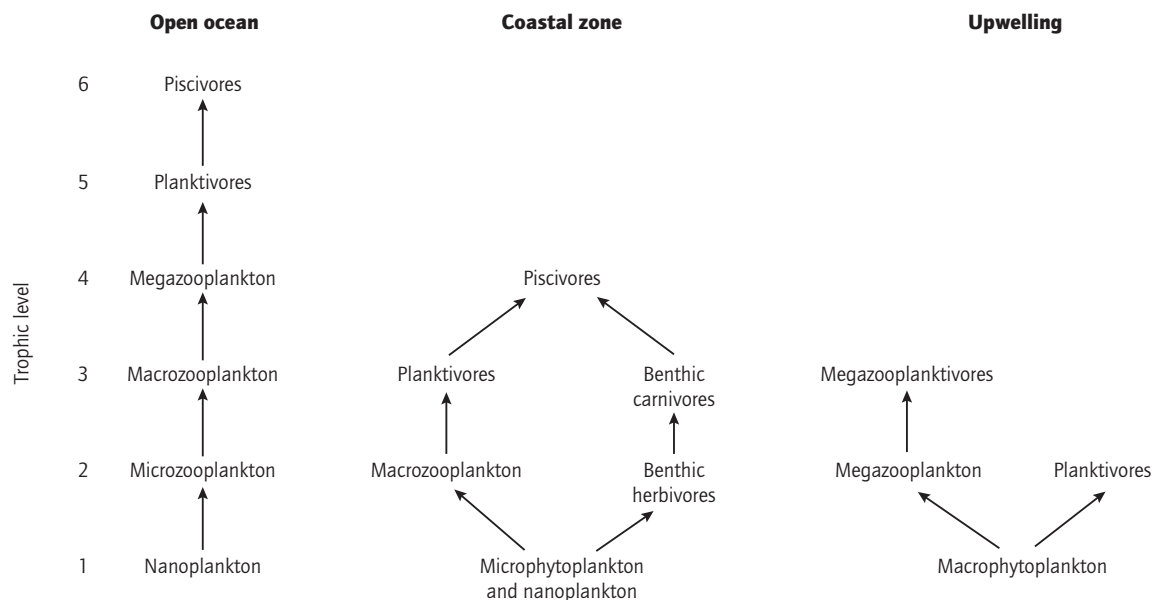 Open ocean
Coastal zone
Upwelling
Trophic level
6
Piscivores
5
Planktivores
4
Megazooplankton
Piscivores
3
Macrozooplankton
Planktivores
Benthic
carnivores
Megazooplanktivores
2
Microzooplankton
Macrozooplankton
Benthic
herbivores
Megazooplankton
Planktivores
1
Nanoplankton
Microphytoplankton
and nanoplankton
Macrophytoplankton